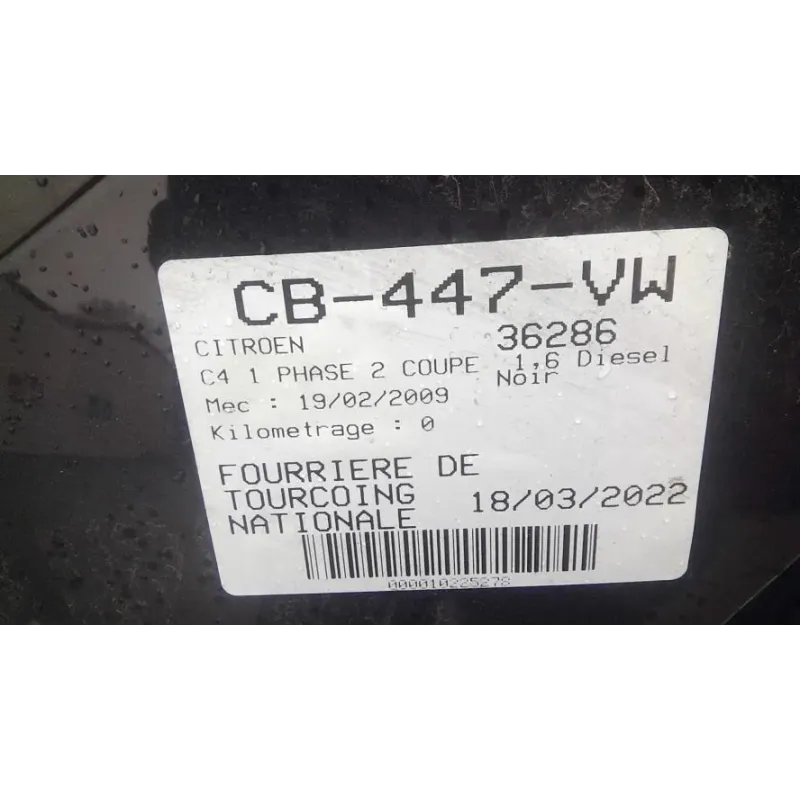 CB-447-VW
CITROEN 36286
C4 1 PHASE 2 COUPE 1,6 Diesel
Noir
Mec : 19/02/2009
Kilometrage : 0
FOURRIERE DE
TOURCOING 18/03/2022
NATIONALE
000010225278